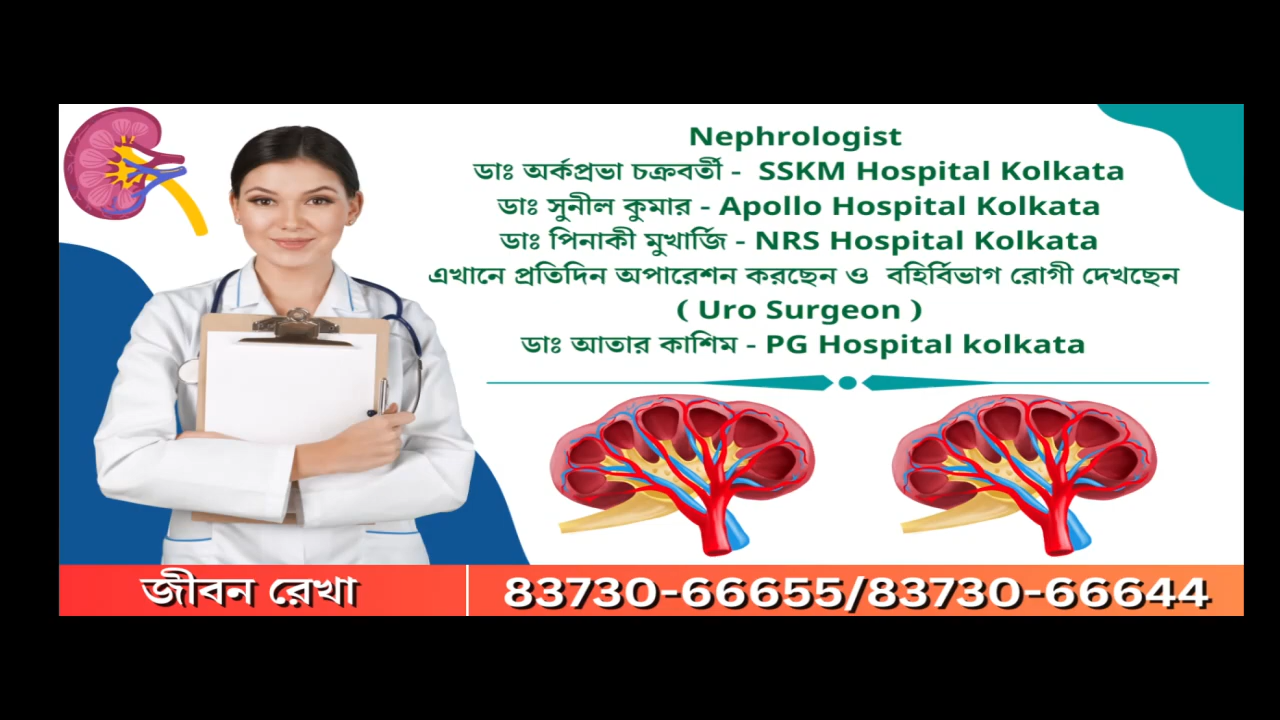 Nephrologist
ডাঃ অর্কপ্রভা চক্রবর্তী - SSKM Hospital Kolkata
ডাঃ সুনীল কুমার - Apollo Hospital Kolkata
ডাঃ পিনাকী মুখার্জি - NRS Hospital Kolkata
এখানে প্রতিদিন অপারেশন করছেন ও বহির্বিভাগ রোগী দেখছেন
( Uro Surgeon )
ডাঃ আতার কাশিম - PG Hospital kolkata
জীবন রেখা
83730-66655/83730-66644